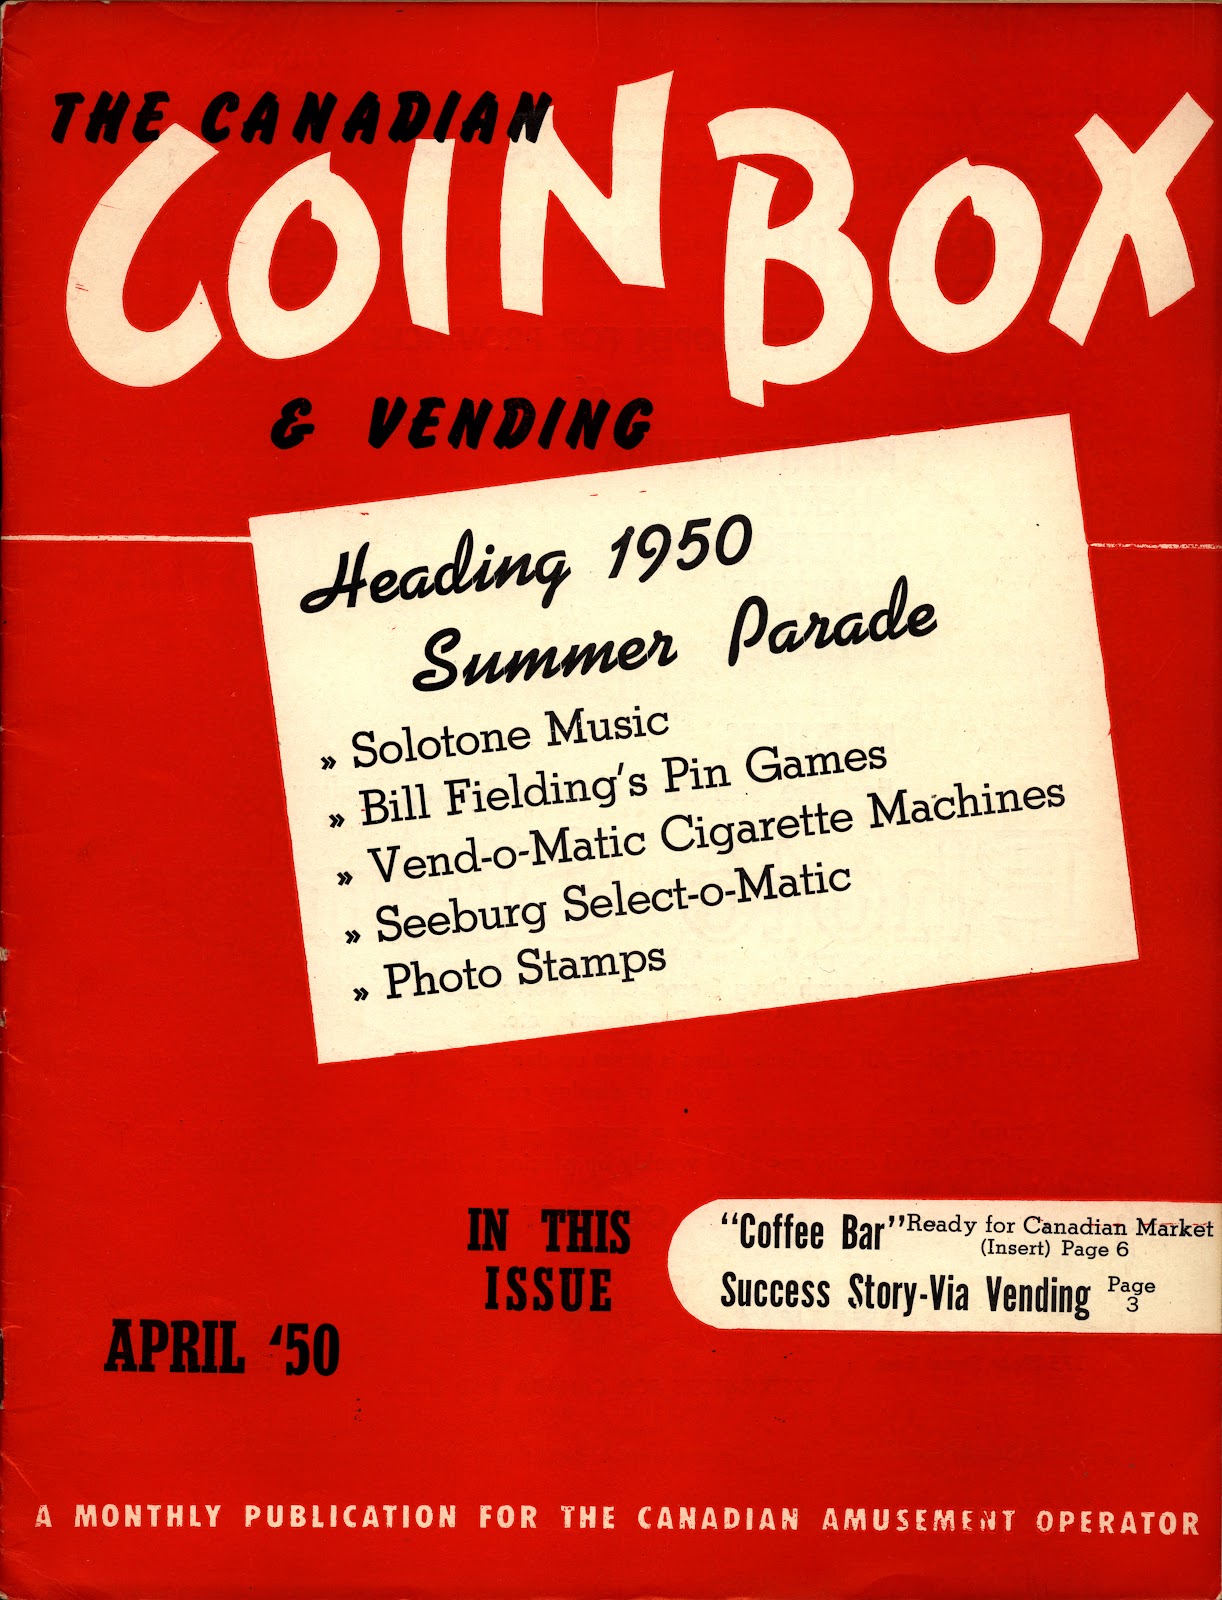 THE CANADIAN
COIN BOX
& VENDING
Heading 1950
Summer Parade
» Solotone Music
» Bill Fielding's Pin Games
» Vend-o-Matic Cigarette Machines
» Seeburg Select-o-Matic
» Photo Stamps
IN THIS
ISSUE
"Coffee Bar" Ready for Canadian Market
(Insert) Page 6
Success Story-Via Vending Page
3
APRIL '50
A MONTHLY PUBLICATION FOR THE CANADIAN AMUSEMENT OPERATOR